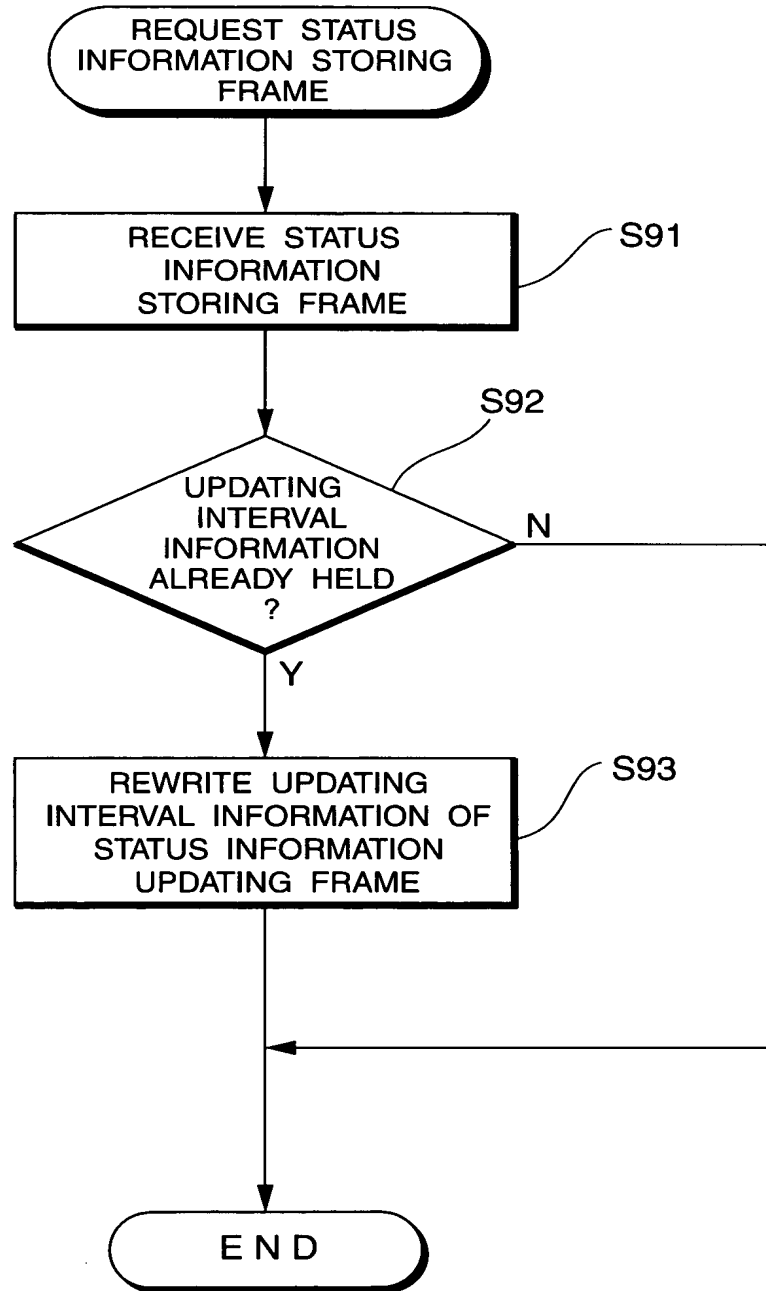 REQUEST STATUS
INFORMATION STORING
FRAME
RECEIVE STATUS
INFORMATION
STORING FRAME
S91
S92
UPDATING
INTERVAL
INFORMATION
ALREADY HELD
?
N
Y
REWRITE UPDATING
INTERVAL INFORMATION OF
STATUS INFORMATION
UPDATING FRAME
S93
END